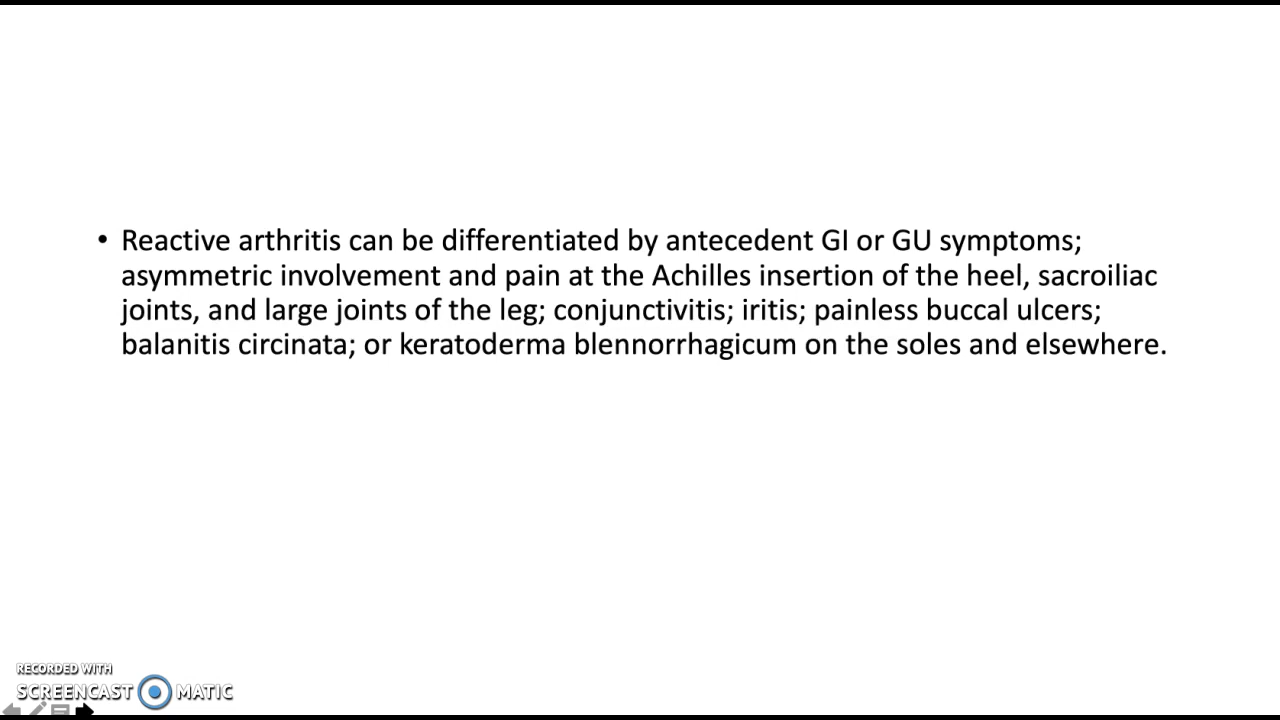 • Reactive arthritis can be differentiated by antecedent GI or GU symptoms;
asymmetric involvement and pain at the Achilles insertion of the heel, sacroiliac
joints, and large joints of the leg; conjunctivitis; iritis; painless buccal ulcers;
balanitis circinata; or keratoderma blennorrhagicum on the soles and elsewhere.
RECORDED WITH
SCREENCAST MATIC